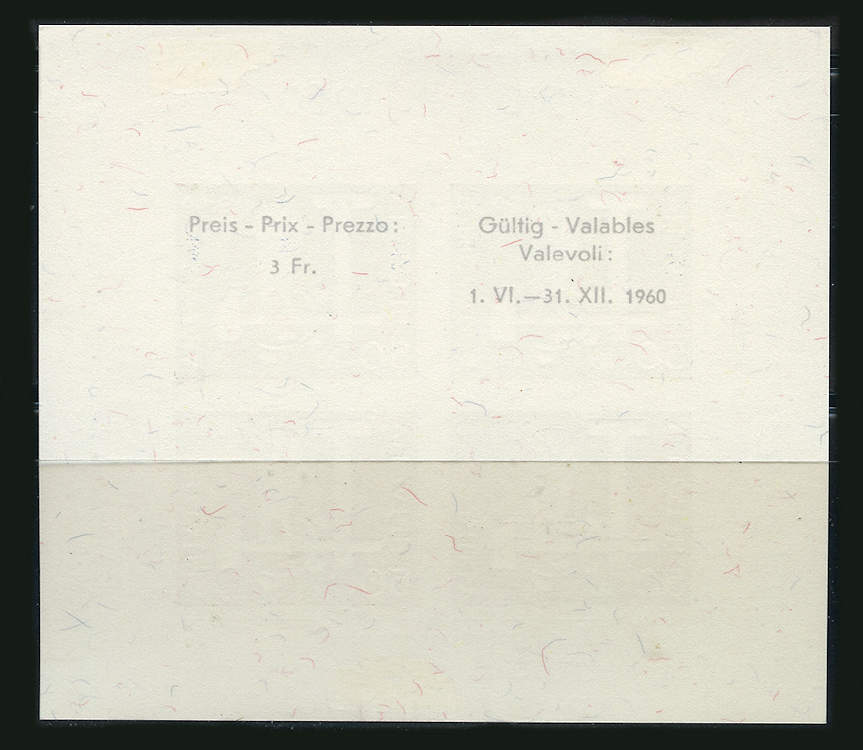 Preis - Prix - Prezzo:
3 Fr.
Gültig - Valables
Valevoli:
1. VI.—31. XII. 1960